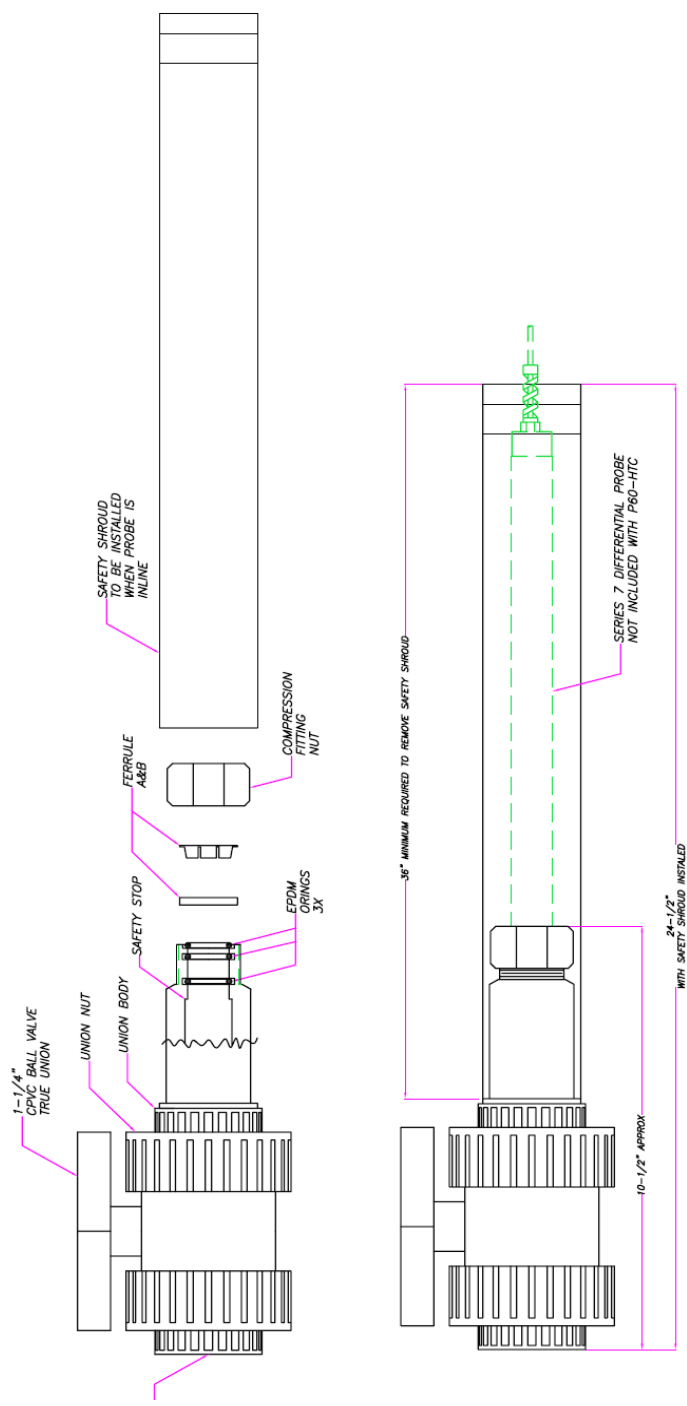 SAFETY SHROUD
TO BE INSTALLED
WHEN PROBE IS
INLINE
FERRULE
A&B
COMPRESSION
FITTING
NUT
SAFETY STOP
EPDM
ORINGS
3X
UNION BODY
UNION NUT
1-1/4"
CPVC BALL VALVE
TRUE UNION
36" MINIMUM REQUIRED TO REMOVE SAFETY SHROUD
SERIES 7 DIFFERENTIAL PROBE
NOT INCLUDED WITH P60-HTC
24-1/2"
WITH SAFETY SHROUD INSTALED
10-1/2" APPROX